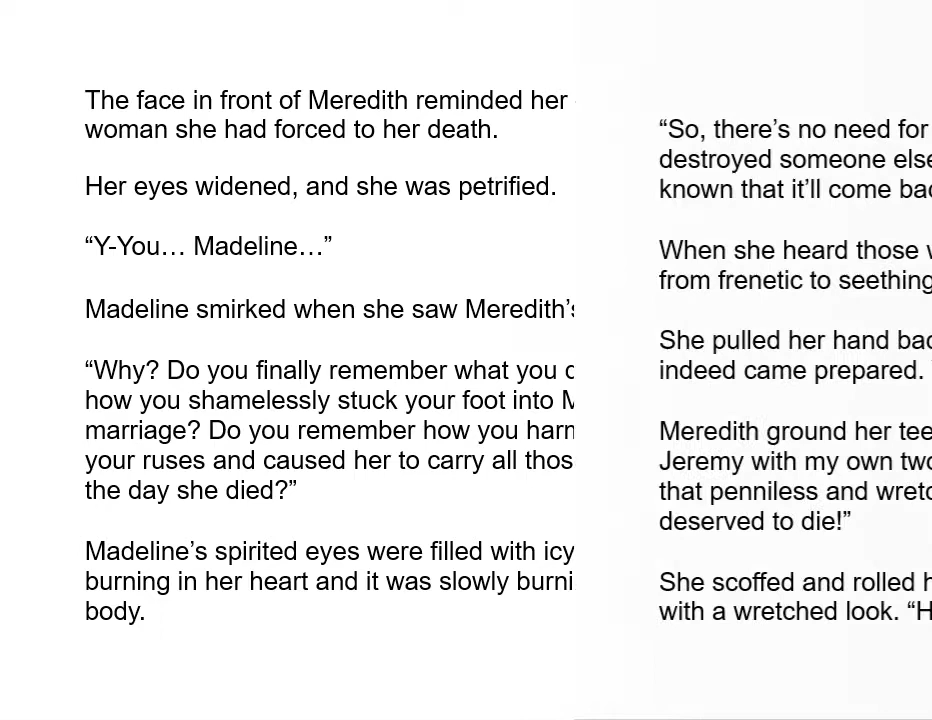 The face in front of Meredith reminded her
woman she had forced to her death.
Her eyes widened, and she was petrified.
“Y-You… Madeline…”
Madeline smirked when she saw Meredith’s
“Why? Do you finally remember what you
how you shamelessly stuck your foot into
marriage? Do you remember how you
your ruses and caused her to carry all
the day she died?”
Madeline’s spirited eyes were filled with icy
burning in her heart and it was slowly
body.
“So, there’s no need for
destroyed someone
known that it’ll come
When she heard those
from frenetic to seething
She pulled her hand
indeed came prepared.
Meredith ground her
Jeremy with my own
that penniless and
deserved to die!”
She scoffed and rolled
with a wretched look.